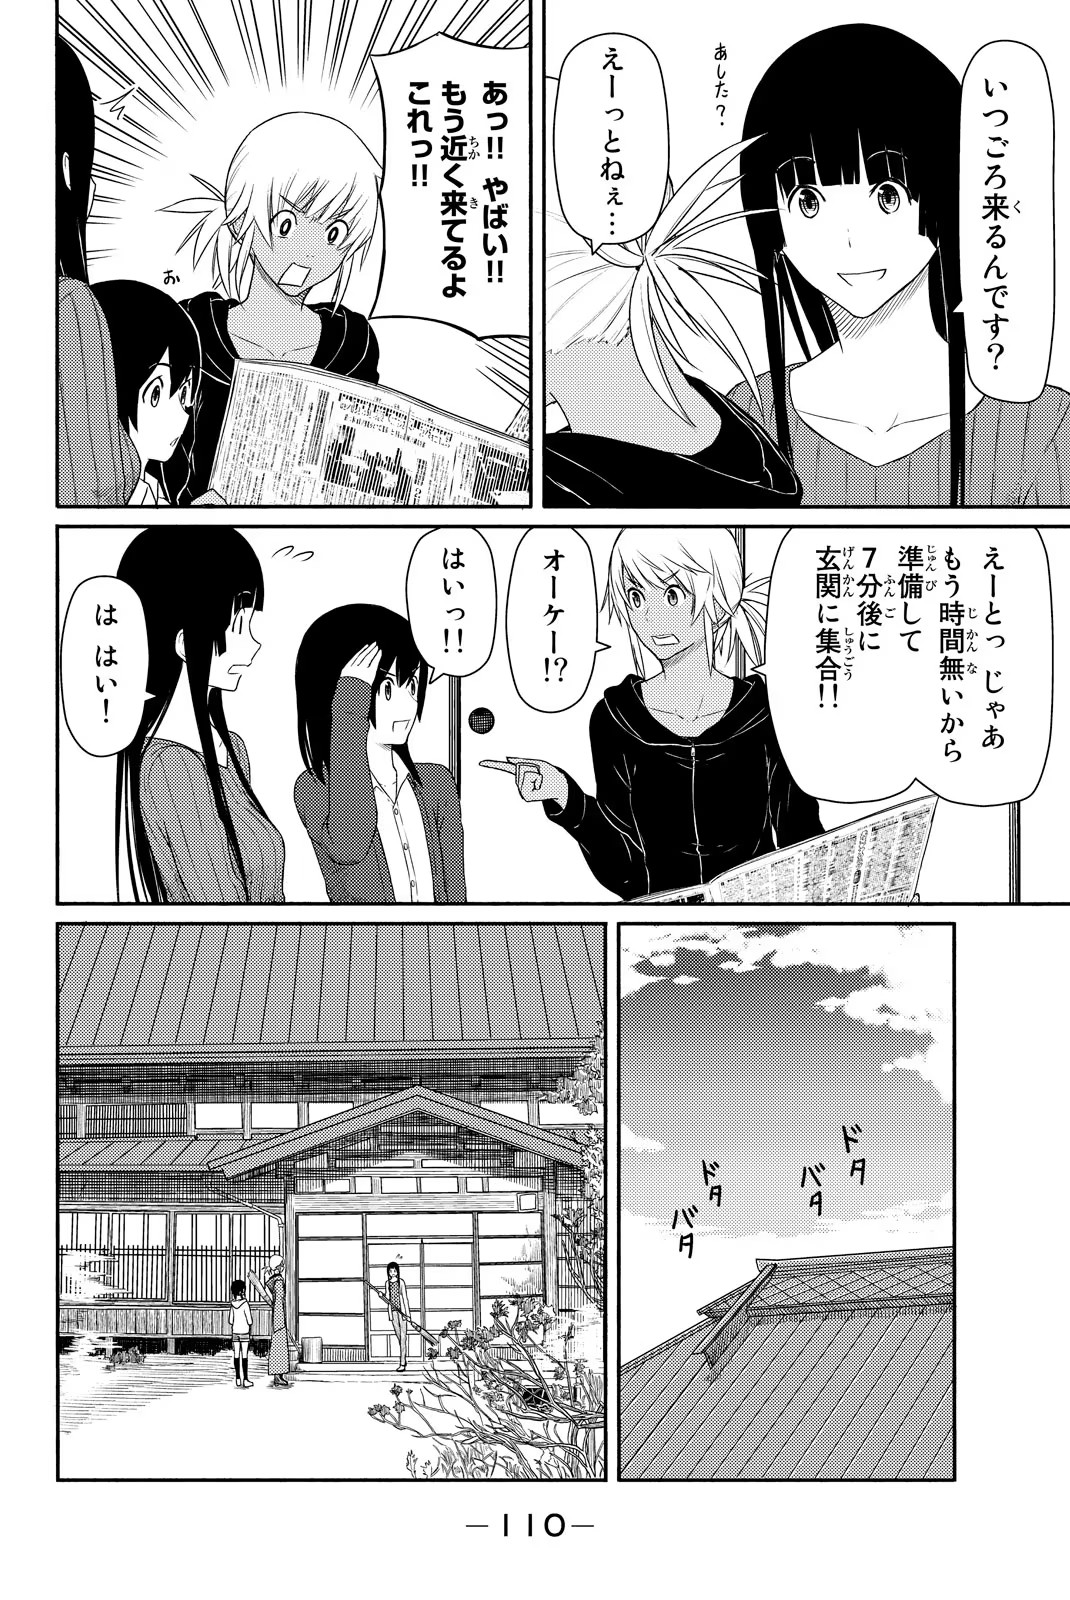 いつごろ来るんです？
あした？
えーっとねぇ…
あっ!! やばい!!
もう近く来てるよ
これっ!!
お
えーとっ じゃあ
もう時間無いから
準備して
7分後に
玄関に集合!!
オーケー!?
はいっ!!
は はい！
ドタ
バタ
ドタ
バタ
—110—